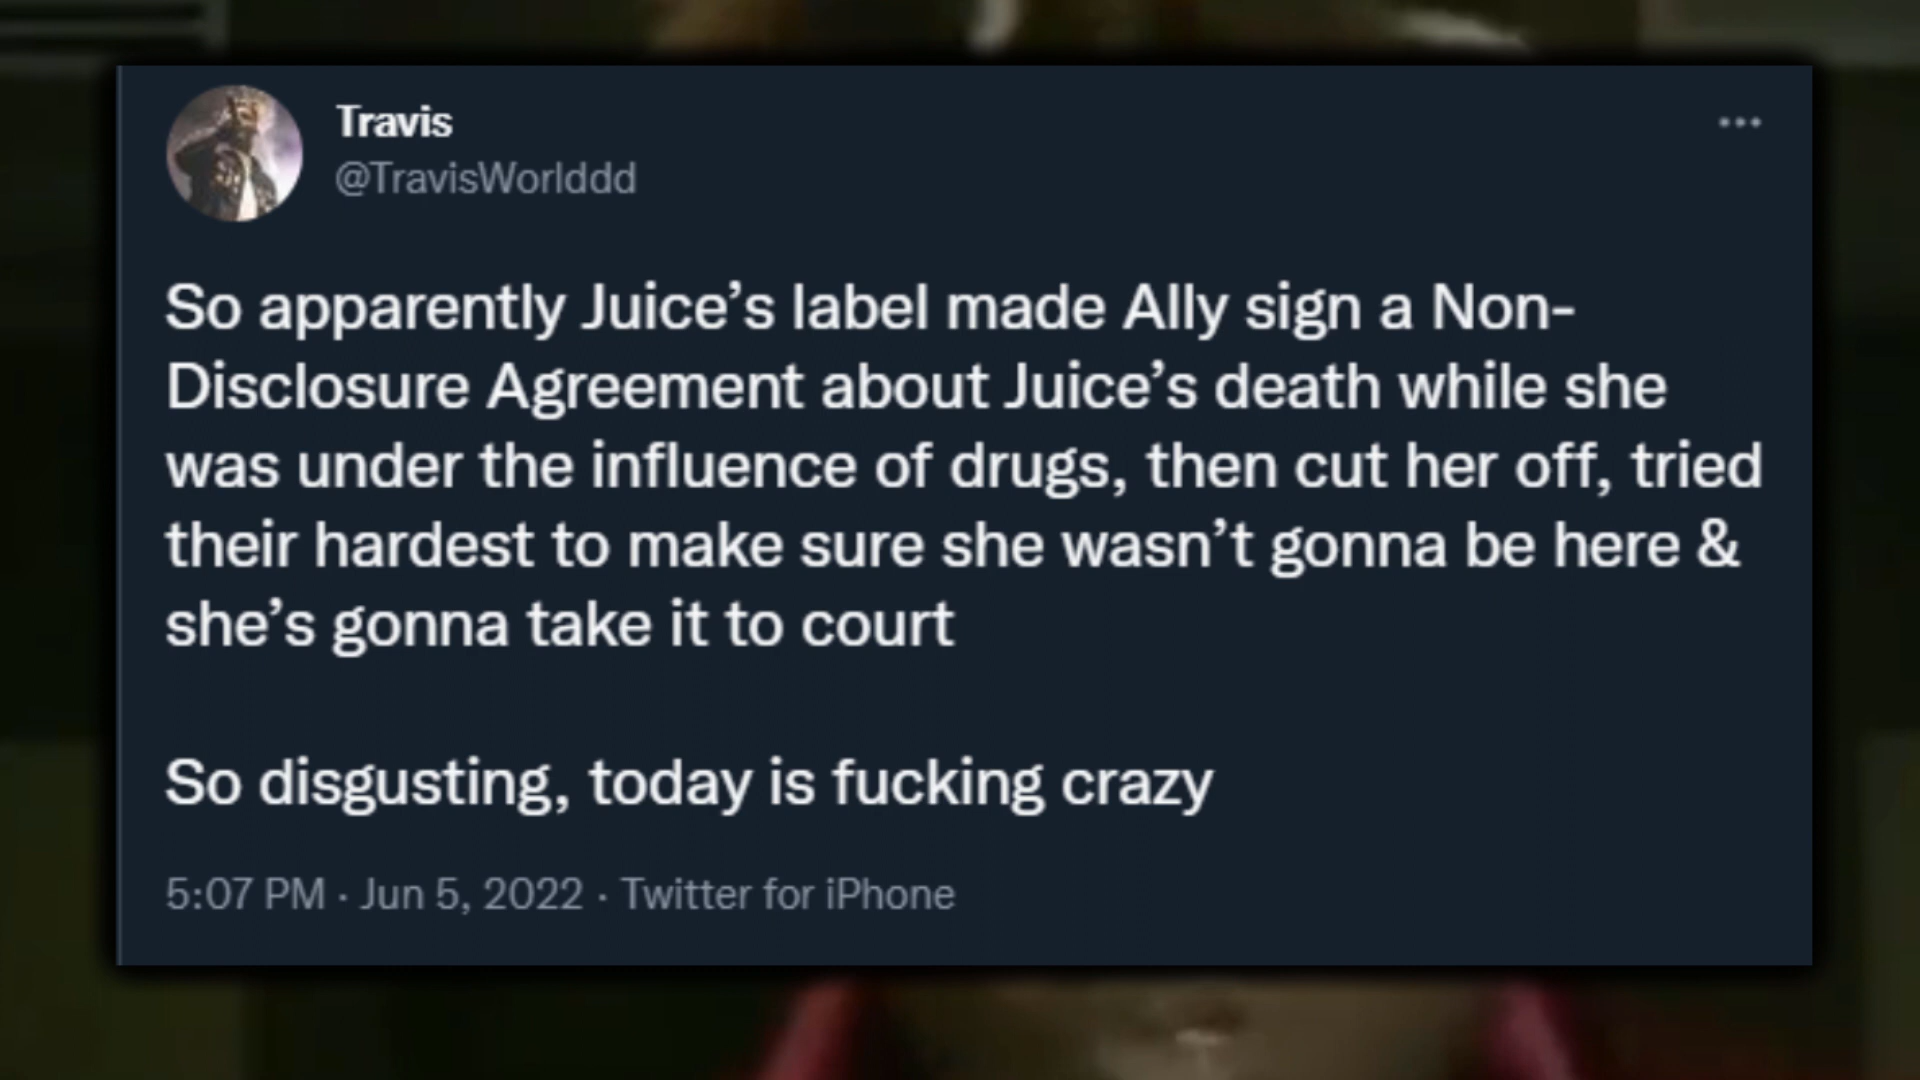 Travis
@TravisWorlddd
So apparently Juice’s label made Ally sign a Non-
Disclosure Agreement about Juice’s death while she
was under the influence of drugs, then cut her off, tried
their hardest to make sure she wasn’t gonna be here &
she’s gonna take it to court
So disgusting, today is fucking crazy
5:07 PM · Jun 5, 2022 · Twitter for iPhone